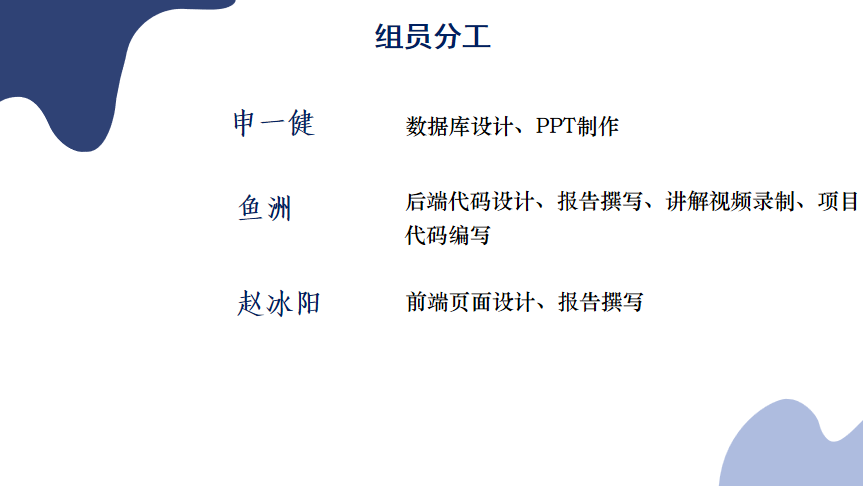 组员分工
申一健
数据库设计、PPT制作
鱼洲
后端代码设计、报告撰写、讲解视频录制、项目
代码编写
赵冰阳
前端页面设计、报告撰写